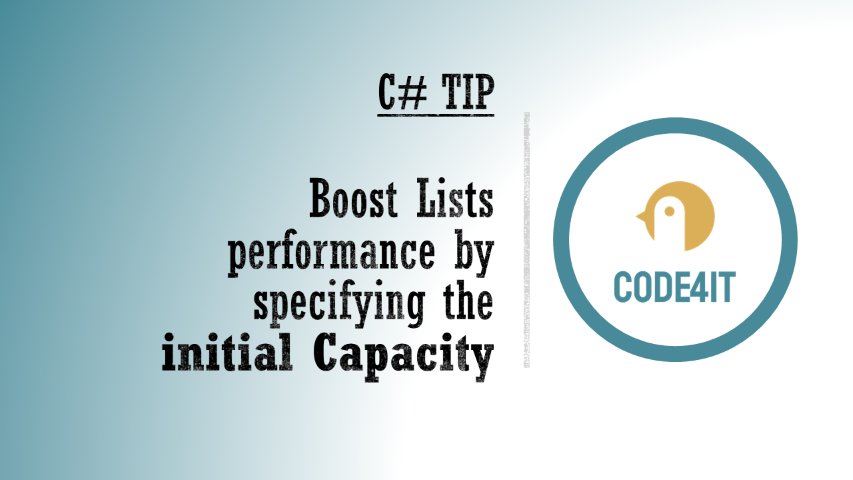 C# TIP
Boost Lists
performance by
specifying the
initial Capacity
CODE4IT